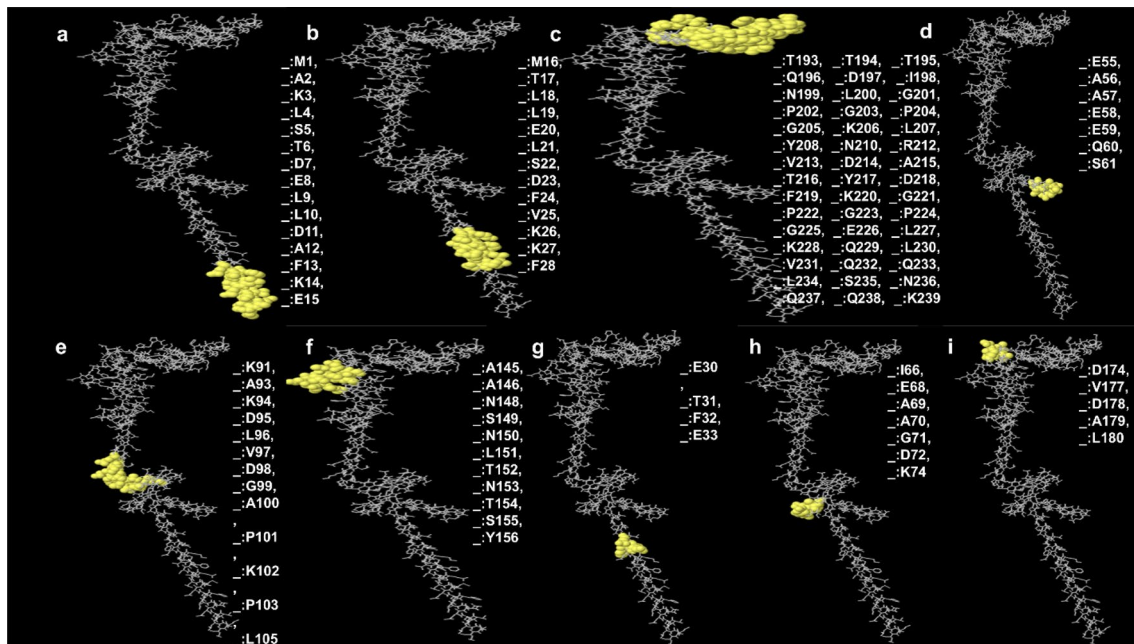 a
_:M1,
_:A2,
_:K3,
_:L4,
_:S5,
_:T6,
_:D7,
_:E8,
_:L9,
_:L10,
_:D11,
_:A12,
_:F13,
_:K14,
_:E15
b
_:M16,
_:T17,
_:L18,
_:L19,
_:E20,
_:L21,
_:S22,
_:D23,
_:F24,
_:V25,
_:K26,
_:K27,
_:F28
c
_:T193, _:T194, _:T195,
_:Q196, _:D197, _:I198,
_:N199, _:L200, _:G201,
_:P202, _:G203, _:P204,
_:G205, _:K206, _:L207,
_:Y208, _:N210, _:R212,
_:V213, _:D214, _:A215,
_:T216, _:Y217, _:D218,
_:F219, _:K220, _:G221,
_:P222, _:G223, _:P224,
_:G225, _:E226, _:L227,
_:K228, _:Q229, _:L230,
_:V231, _:Q232, _:Q233,
_:L234, _:S235, _:N236,
_:Q237, _:Q238, _:K239
d
_:E55,
_:A56,
_:A57,
_:E58,
_:E59,
_:Q60,
_:S61
e
_:K91,
_:A93,
_:K94,
_:D95,
_:L96,
_:V97,
_:D98,
_:G99,
_:A100
,
_:P101
,
_:K102
,
_:P103
,
_:L105
f
_:A145,
_:A146,
_:N148,
_:S149,
_:N150,
_:L151,
_:T152,
_:N153,
_:T154,
_:S155,
_:Y156
g
_:E30
,
_:T31,
_:F32,
_:E33
h
_:I66,
_:E68,
_:A69,
_:A70,
_:G71,
_:D72,
_:K74
i
_:D174,
_:V177,
_:D178,
_:A179,
_:L180